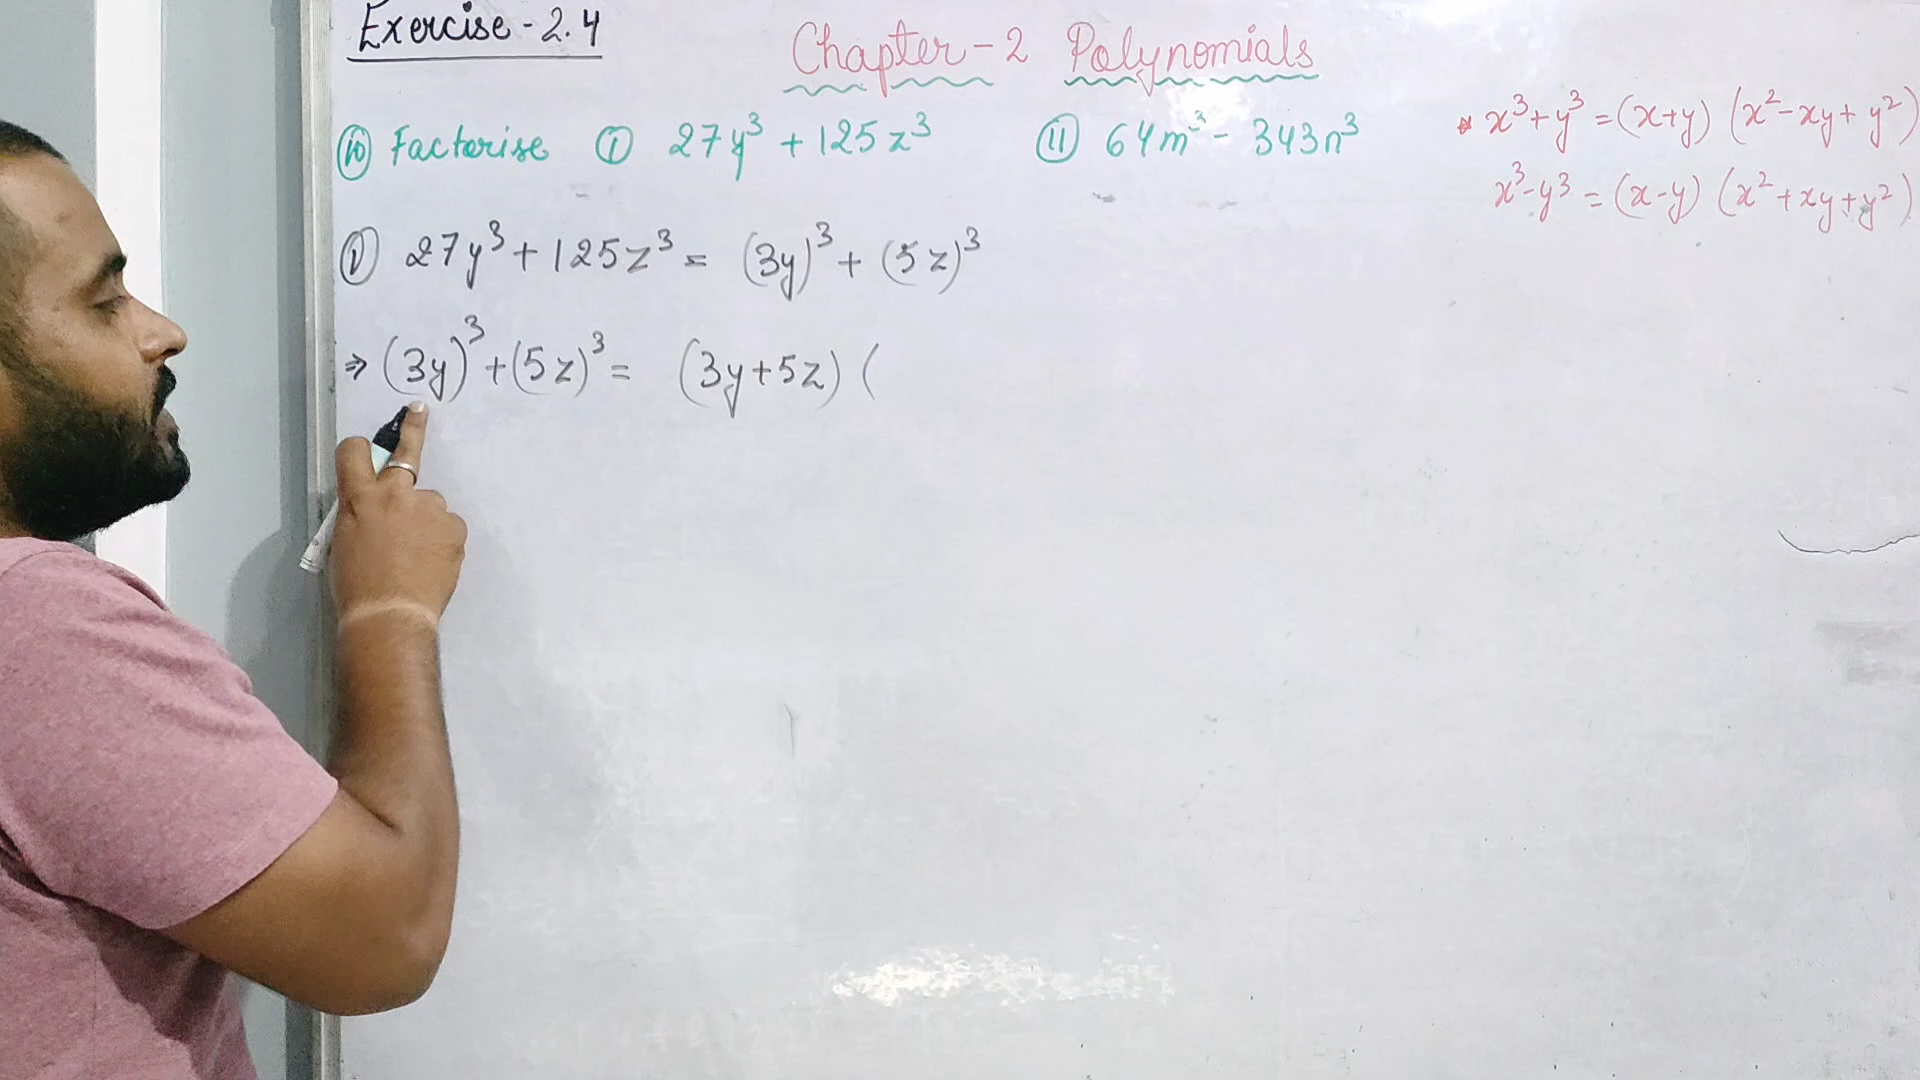 Exercise - 2.4
Chapter - 2 Polynomials
⑩ Factorise ⓘ 27y³ + 125z³ ⓘⓘ 64m³ - 343n³
* x³+y³ = (x+y) (x²-xy+y²)
x³-y³ = (x-y) (x²+xy+y²)
ⓘ 27y³ + 125z³ = (3y)³ + (5z)³
⇒ (3y)³ + (5z)³ = (3y+5z) (